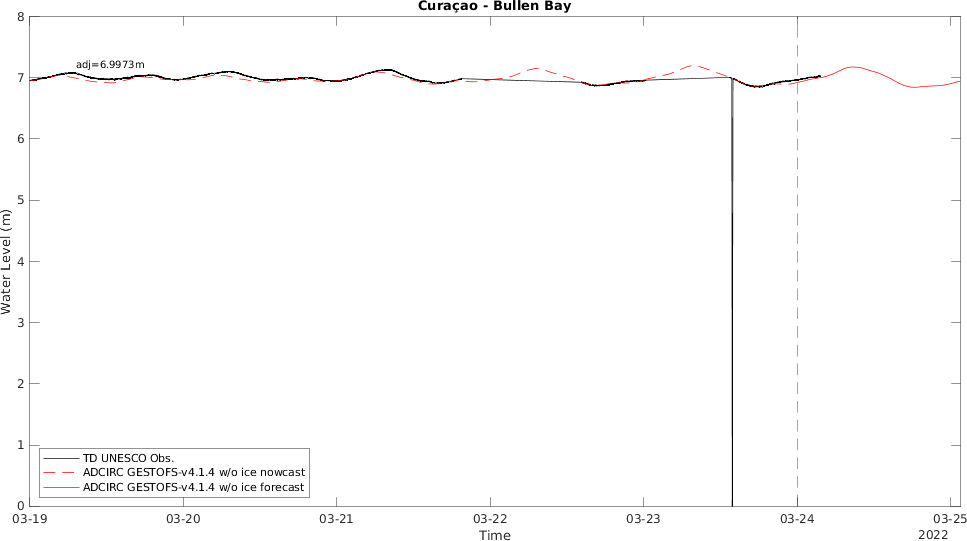 Curaçao - Bullen Bay
8
7
6
5
4
3
2
1
0
Water Level (m)
adj=6.9973m
TD UNESCO Obs.
ADCIRC GESTOFS-v4.1.4 w/o ice nowcast
ADCIRC GESTOFS-v4.1.4 w/o ice forecast
03-19 03-20 03-21 03-22 03-23 03-24 03-25
Time
2022